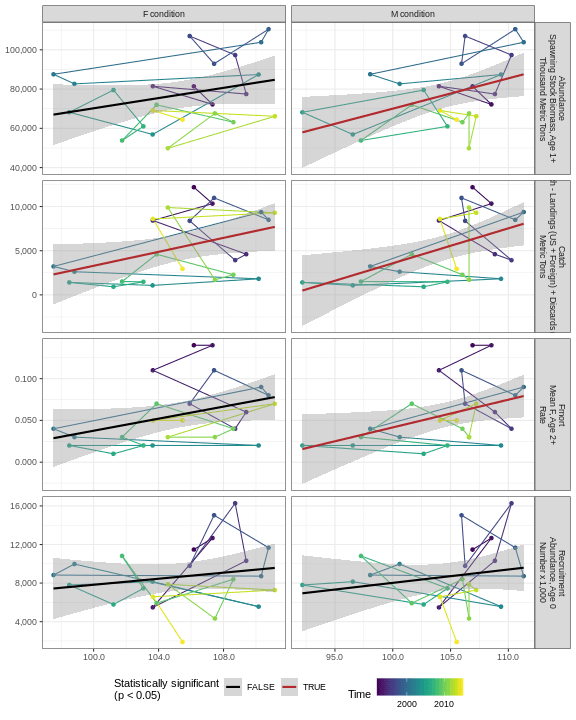 F condition
M condition
100,000
80,000
60,000
40,000
Abundance
Spawning Stock Biomass, Age 1+
Thousand Metric Tons
10,000
5,000
0
Catch
h - Landings (US + Foreign) + Discards
Metric Tons
0.100
0.050
0.000
Fmort
Mean F, Age 2+
Rate
16,000
12,000
8,000
4,000
Recruitment
Abundance, Age 0
Number x 1,000
100.0
104.0
108.0
95.0
100.0
105.0
110.0
Statistically significant
(p < 0.05)
FALSE
TRUE
Time
2000
2010